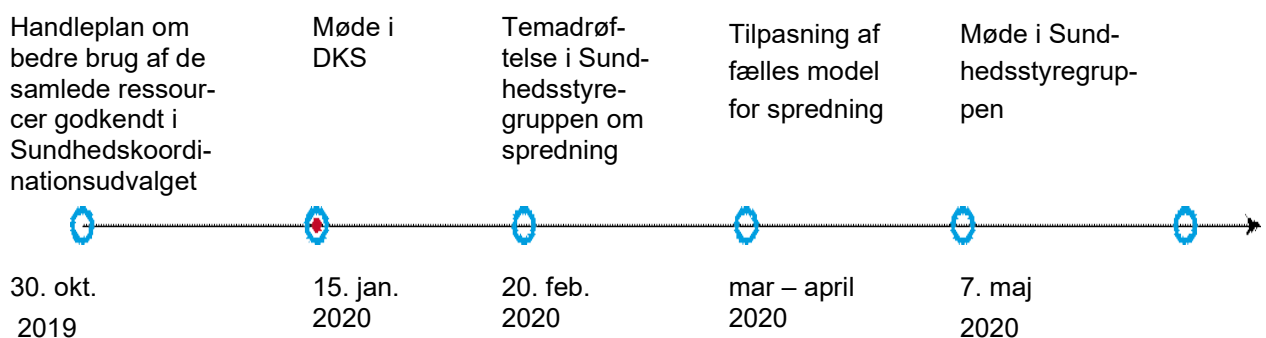 Handleplan om
bedre brug af de
samlede ressour-
cer godkendt i
Sundhedskoordi-
nationsudvalget
Møde i
DKS
Temadrøf-
telse i Sund-
hedsstyre-
gruppen om
spredning
Tilpasning af
fælles model
for spredning
Møde i Sund-
hedsstyregrup-
pen
30. okt.
2019
15. jan.
2020
20. feb.
2020
mar – april
2020
7. maj
2020